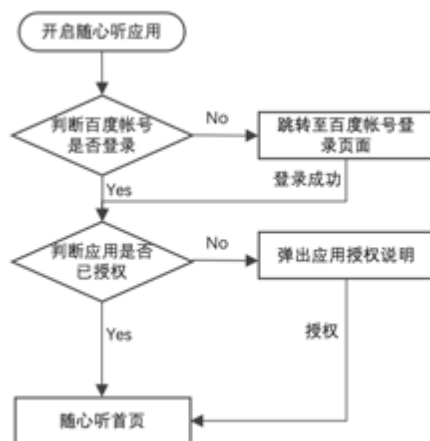 开启随心听应用
判断百度帐号
是否登录
No
跳转至百度帐号登
录页面
登录成功
Yes
判断应用是否
已授权
No
弹出应用授权说明
Yes
授权
随心听首页